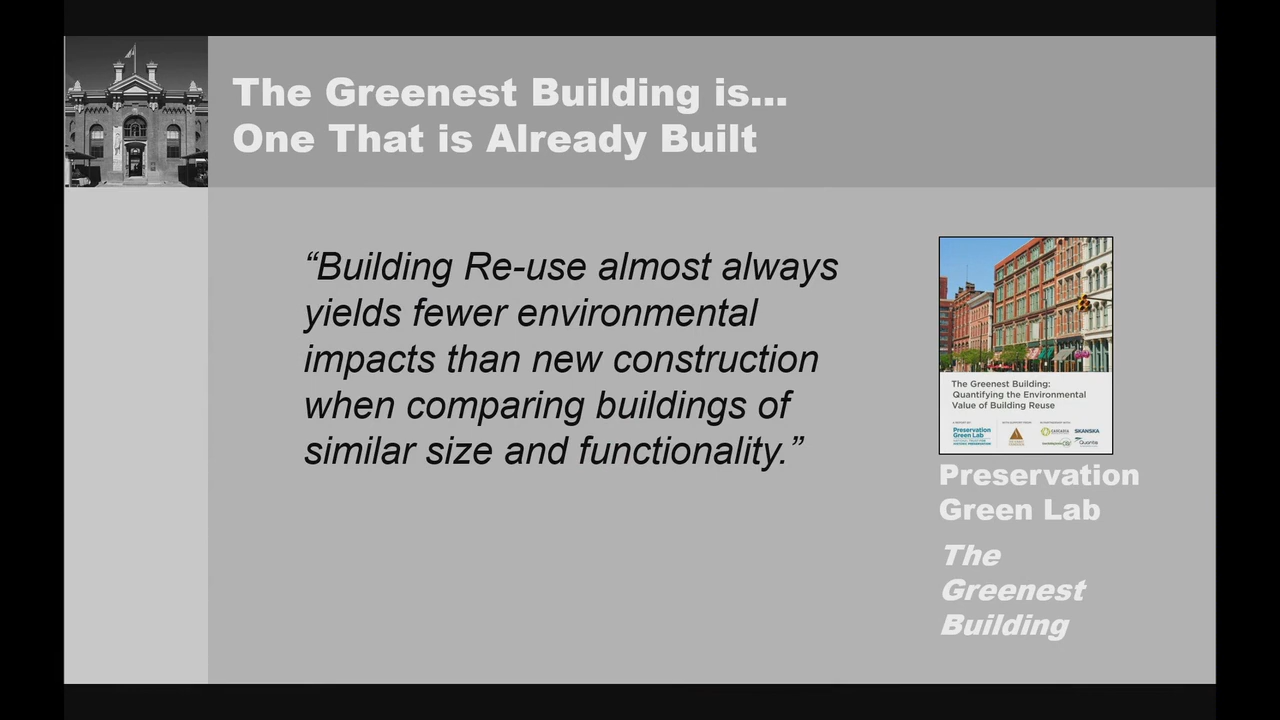 The Greenest Building is...
One That is Already Built
“Building Re-use almost always
yields fewer environmental
impacts than new construction
when comparing buildings of
similar size and functionality.”
The Greenest Building:
Quantifying the Environmental
Value of Building Reuse
Preservation
Green Lab
SKANSKA
Quantis
Preservation
Green Lab
The
Greenest
Building